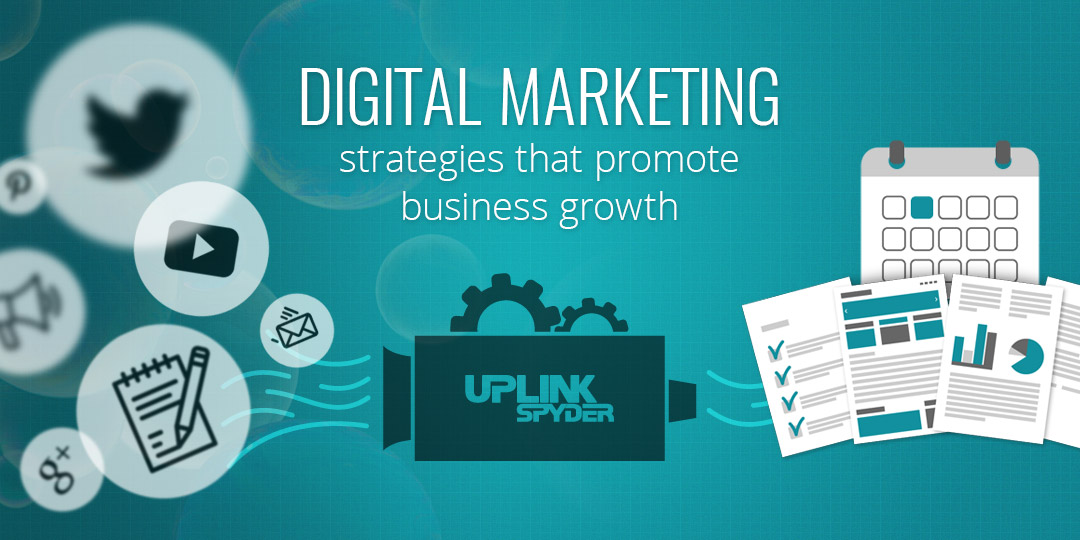 DIGITAL MARKETING
strategies that promote
business growth
UPLINK
SPYDER
g+